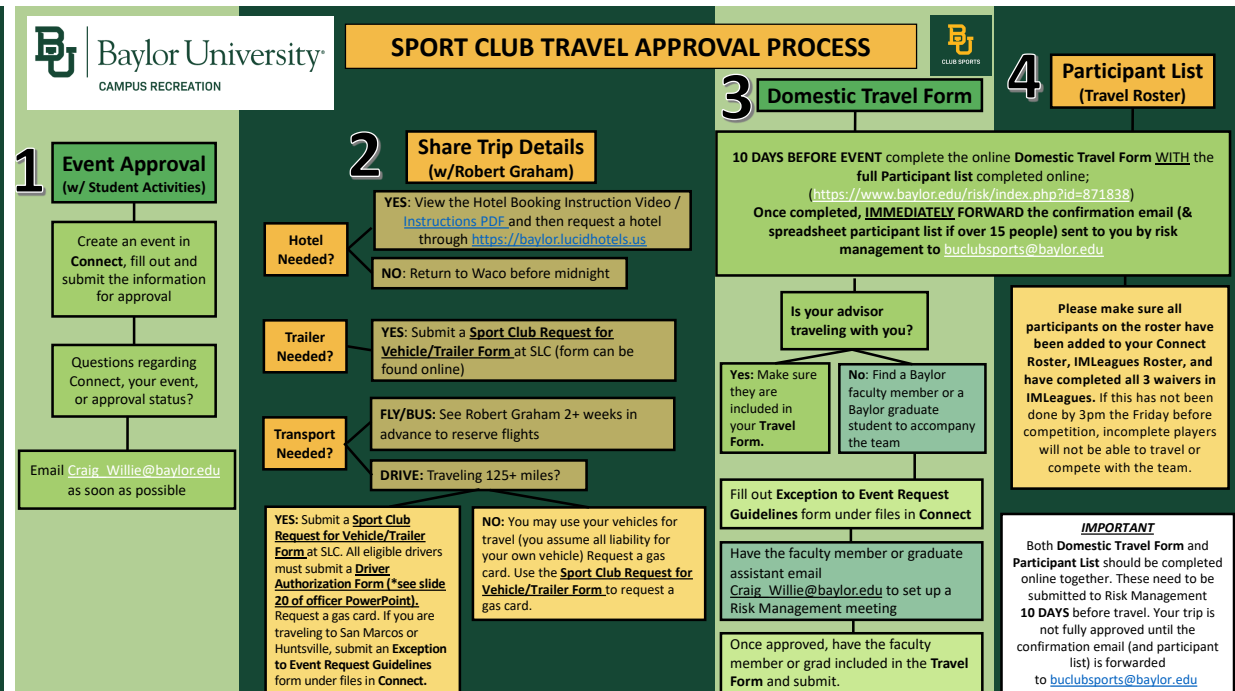 BU
Baylor University
CAMPUS RECREATION
SPORT CLUB TRAVEL APPROVAL PROCESS
BU
CLUB SPORTS
1
Event Approval
(w/ Student Activities)
Create an event in
Connect, fill out and
submit the information
for approval
Questions regarding
Connect, your event,
or approval status?
Email Craig_Willie@baylor.edu
as soon as possible
2
Share Trip Details
(w/Robert Graham)
Hotel
Needed?
YES: View the Hotel Booking Instruction Video /
Instructions PDF and then request a hotel
through https://baylor.lucidhotels.us
NO: Return to Waco before midnight
Trailer
Needed?
YES: Submit a Sport Club Request for
Vehicle/Trailer Form at SLC (form can be
found online)
Transport
Needed?
FLY/BUS: See Robert Graham 2+ weeks in
advance to reserve flights
DRIVE: Traveling 125+ miles?
YES: Submit a Sport Club
Request for Vehicle/Trailer
Form at SLC. All eligible drivers
must submit a Driver
Authorization Form (*see slide
20 of officer PowerPoint).
Request a gas card. If you are
traveling to San Marcos or
Huntsville, submit an Exception
to Event Request Guidelines
form under files in Connect.
NO: You may use your vehicles for
travel (you assume all liability for
your own vehicle) Request a gas
card. Use the Sport Club Request for
Vehicle/Trailer Form to request a
gas card.
3
Domestic Travel Form
4
Participant List
(Travel Roster)
10 DAYS BEFORE EVENT complete the online Domestic Travel Form WITH the
full Participant list completed online;
(https://www.baylor.edu/risk/index.php?id=871838)
Once completed, IMMEDIATELY FORWARD the confirmation email (&
spreadsheet participant list if over 15 people) sent to you by risk
management to buclubsports@baylor.edu
Is your advisor
traveling with you?
Yes: Make sure
they are
included in
your Travel
Form.
No: Find a Baylor
faculty member or a
Baylor graduate
student to accompany
the team
Fill out Exception to Event Request
Guidelines form under files in Connect
Have the faculty member or graduate
assistant email
Craig_Willie@baylor.edu to set up a
Risk Management meeting
Once approved, have the faculty
member or grad included in the Travel
Form and submit.
Please make sure all
participants on the roster have
been added to your Connect
Roster, IMLeagues Roster, and
have completed all 3 waivers in
IMLeagues. If this has not been
done by 3pm the Friday before
competition, incomplete players
will not be able to travel or
compete with the team.
IMPORTANT
Both Domestic Travel Form and
Participant List should be completed
online together. These need to be
submitted to Risk Management
10 DAYS before travel. Your trip is
not fully approved until the
confirmation email (and participant
list) is forwarded
to buclubsports@baylor.edu